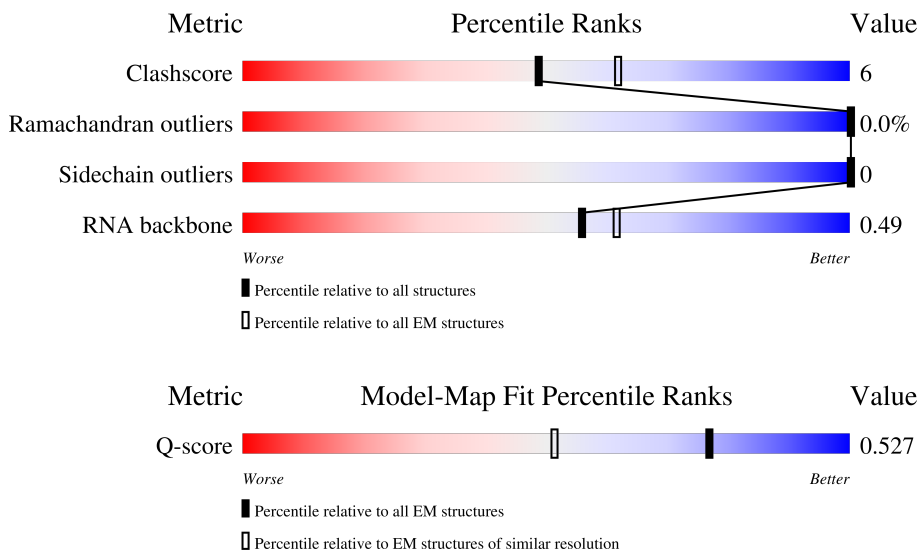 Metric Percentile Ranks Value
Clashscore 6
Ramachandran outliers 0.0%
Sidechain outliers 0
RNA backbone 0.49
Worse Better
Percentile relative to all structures
Percentile relative to all EM structures
Metric Model-Map Fit Percentile Ranks Value
Q-score 0.527
Worse Better
Percentile relative to all EM structures
Percentile relative to EM structures of similar resolution